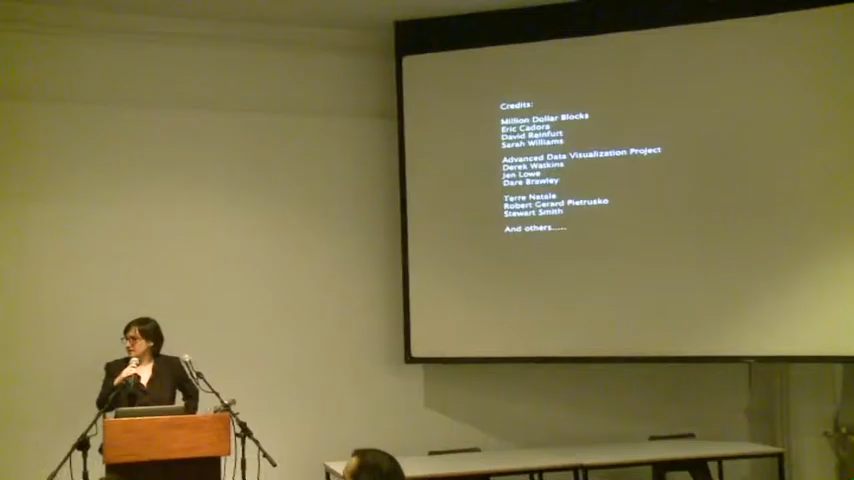 Credits:
Million Dollar Blocks
Eric Cadora
David Reinfurt
Sarah Williams
Advanced Data Visualization Project
Derek Watkins
Jen Lowe
Dare Brawley
Terre Natale
Robert Gerard Pietrusko
Stewart Smith
And others.....